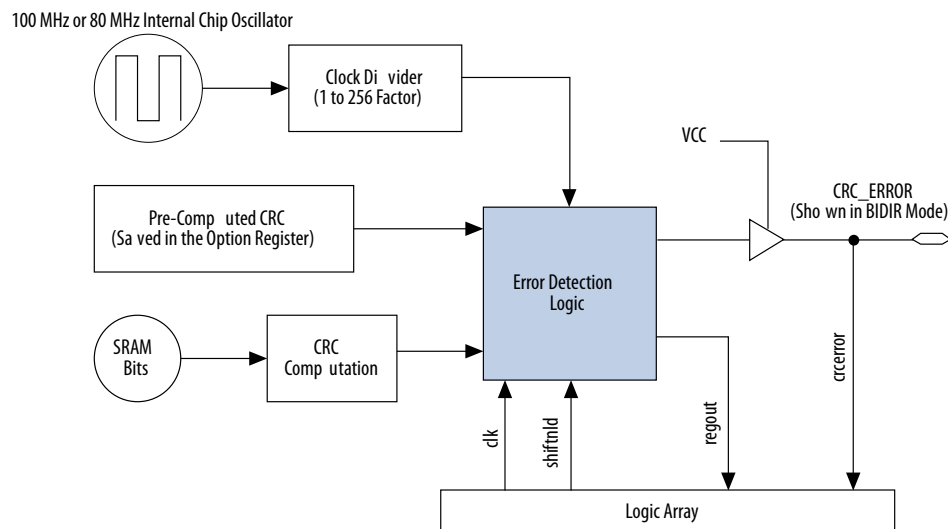 100 MHz or 80 MHz Internal Chip Oscillator
Clock Di vider
(1 to 256 Factor)
VCC
CRC_ERROR
(Sho wn in BIDIR Mode)
Pre-Comp uted CRC
(Sa ved in the Option Register)
Error Detection
Logic
SRAM
Bits
CRC
Comp utation
clk
shiftnld
regout
crcerror
Logic Array